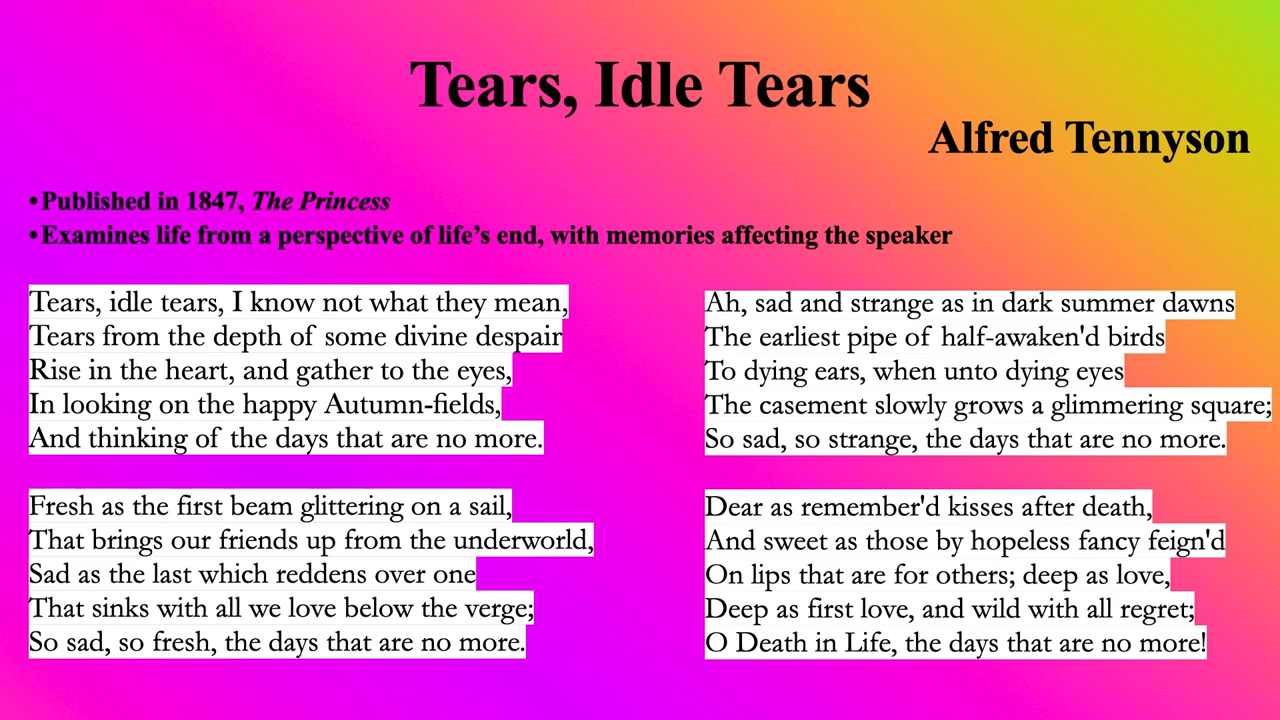 Tears, Idle Tears
Alfred Tennyson
•Published in 1847, The Princess
•Examines life from a perspective of life’s end, with memories affecting the speaker
Tears, idle tears, I know not what they mean,
Tears from the depth of some divine despair
Rise in the heart, and gather to the eyes,
In looking on the happy Autumn-fields,
And thinking of the days that are no more.
Fresh as the first beam glittering on a sail,
That brings our friends up from the underworld,
Sad as the last which reddens over one
That sinks with all we love below the verge;
So sad, so fresh, the days that are no more.
Ah, sad and strange as in dark summer dawns
The earliest pipe of half-awaken'd birds
To dying ears, when unto dying eyes
The casement slowly grows a glimmering square;
So sad, so strange, the days that are no more.
Dear as remember'd kisses after death,
And sweet as those by hopeless fancy feign'd
On lips that are for others; deep as love,
Deep as first love, and wild with all regret;
O Death in Life, the days that are no more!